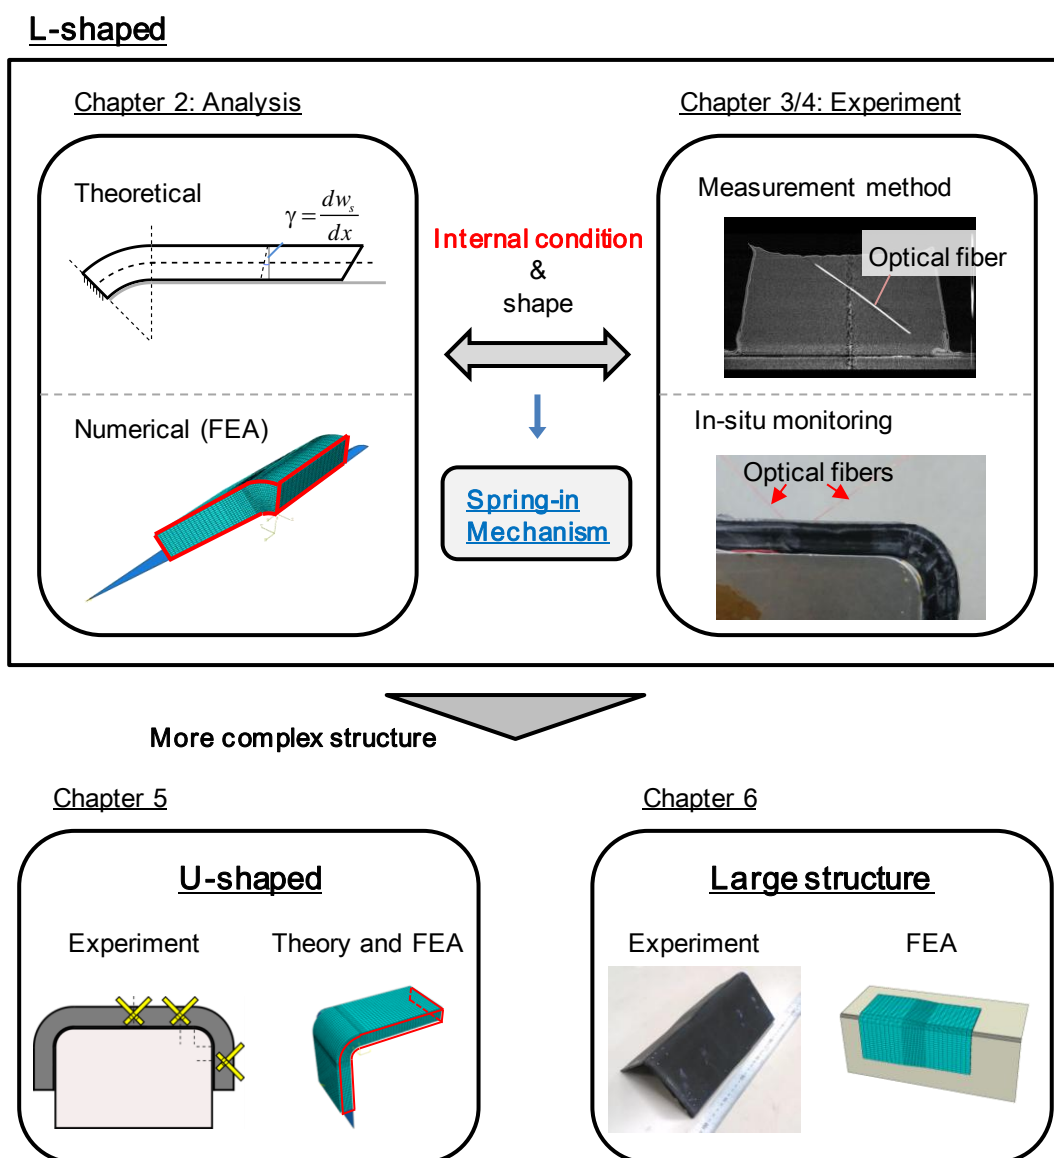 L-shaped
Chapter 2: Analysis
Theoretical
γ = dw_s / dx
Numerical (FEA)
Internal condition
&
shape
Spring-in
Mechanism
Chapter 3/4: Experiment
Measurement method
Optical fiber
In-situ monitoring
Optical fibers
More complex structure
Chapter 5
U-shaped
Experiment
Theory and FEA
Chapter 6
Large structure
Experiment
FEA